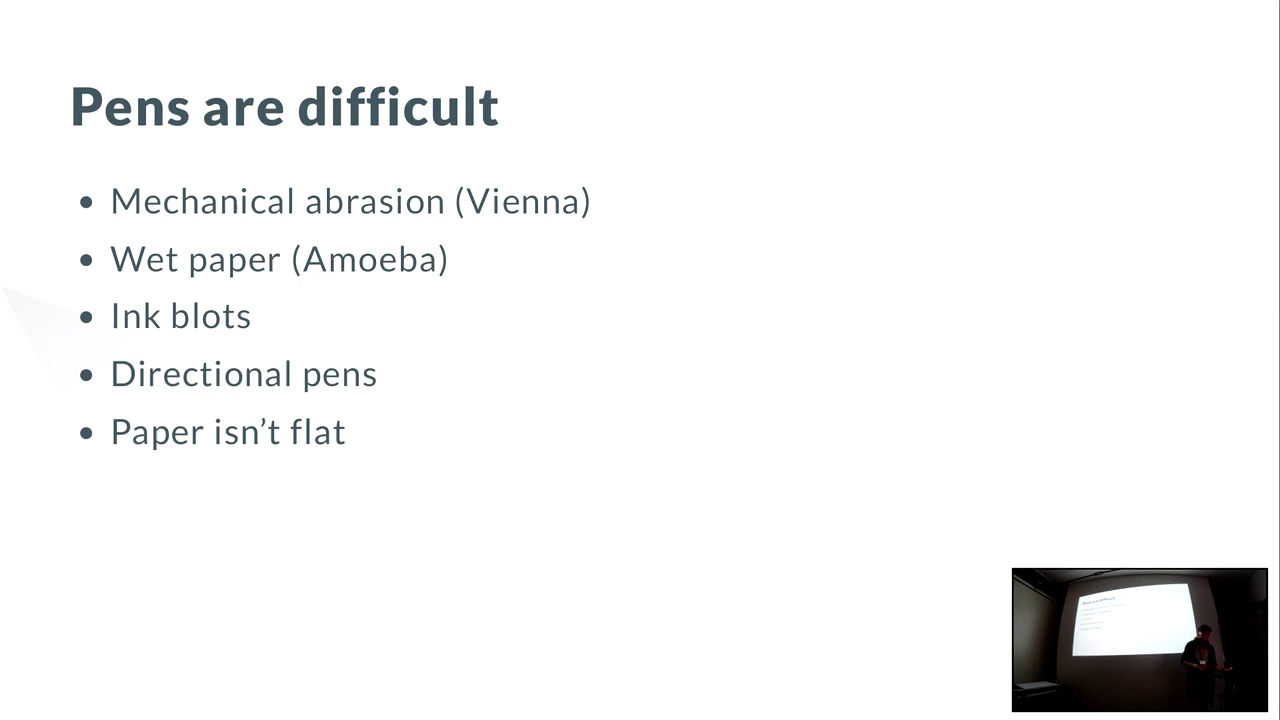 Pens are difficult
• Mechanical abrasion (Vienna)
• Wet paper (Amoeba)
• Ink blots
• Directional pens
• Paper isn’t flat